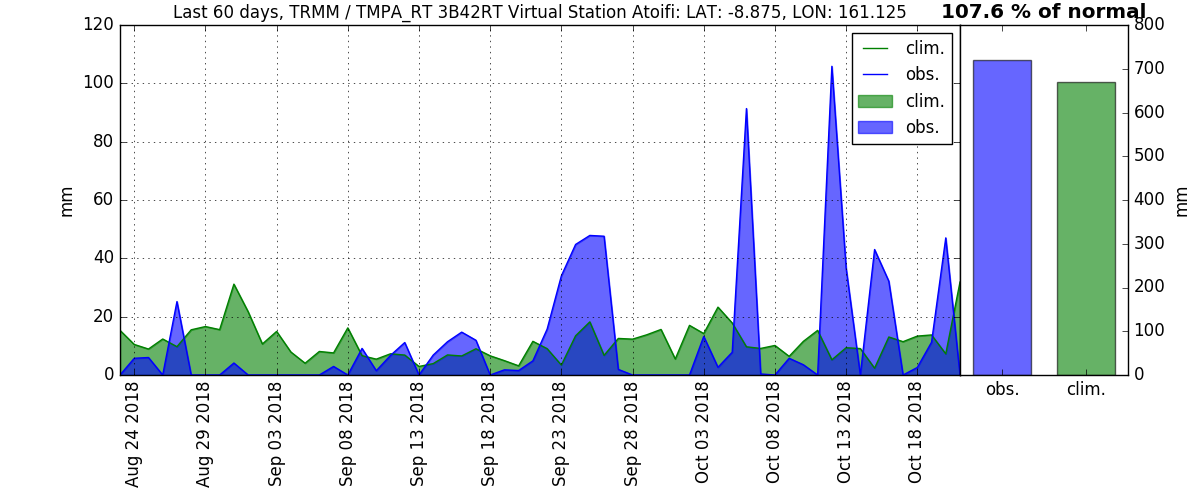 Last 60 days, TRMM / TMPA_RT 3B42RT Virtual Station Atoifi: LAT: -8.875, LON: 161.125
107.6 % of normal
120
100
80
60
40
20
0
mm
clim.
obs.
clim.
obs.
800
700
600
500
400
300
200
100
0
mm
Aug 24 2018
Aug 29 2018
Sep 03 2018
Sep 08 2018
Sep 13 2018
Sep 18 2018
Sep 23 2018
Sep 28 2018
Oct 03 2018
Oct 08 2018
Oct 13 2018
Oct 18 2018
obs.
clim.